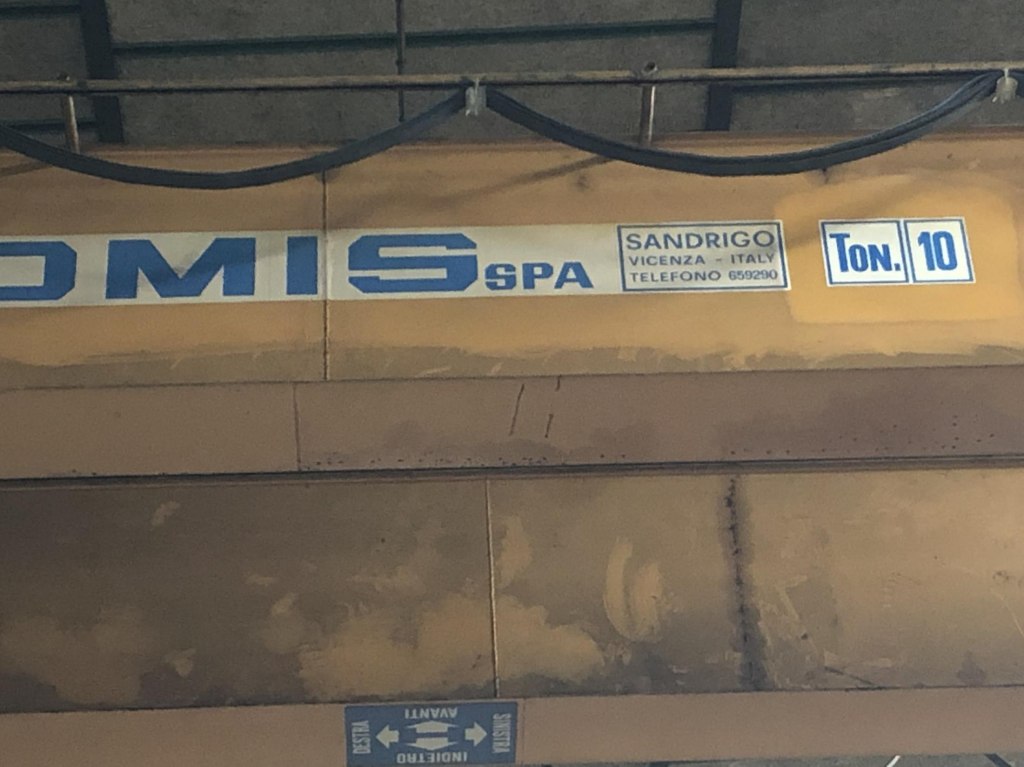 OMIS SPA
SANDRIGO
VICENZA - ITALY
TELEFONO 659290
TON. 10
AVANTI
DESTRA
SINISTRA
INDIETRO